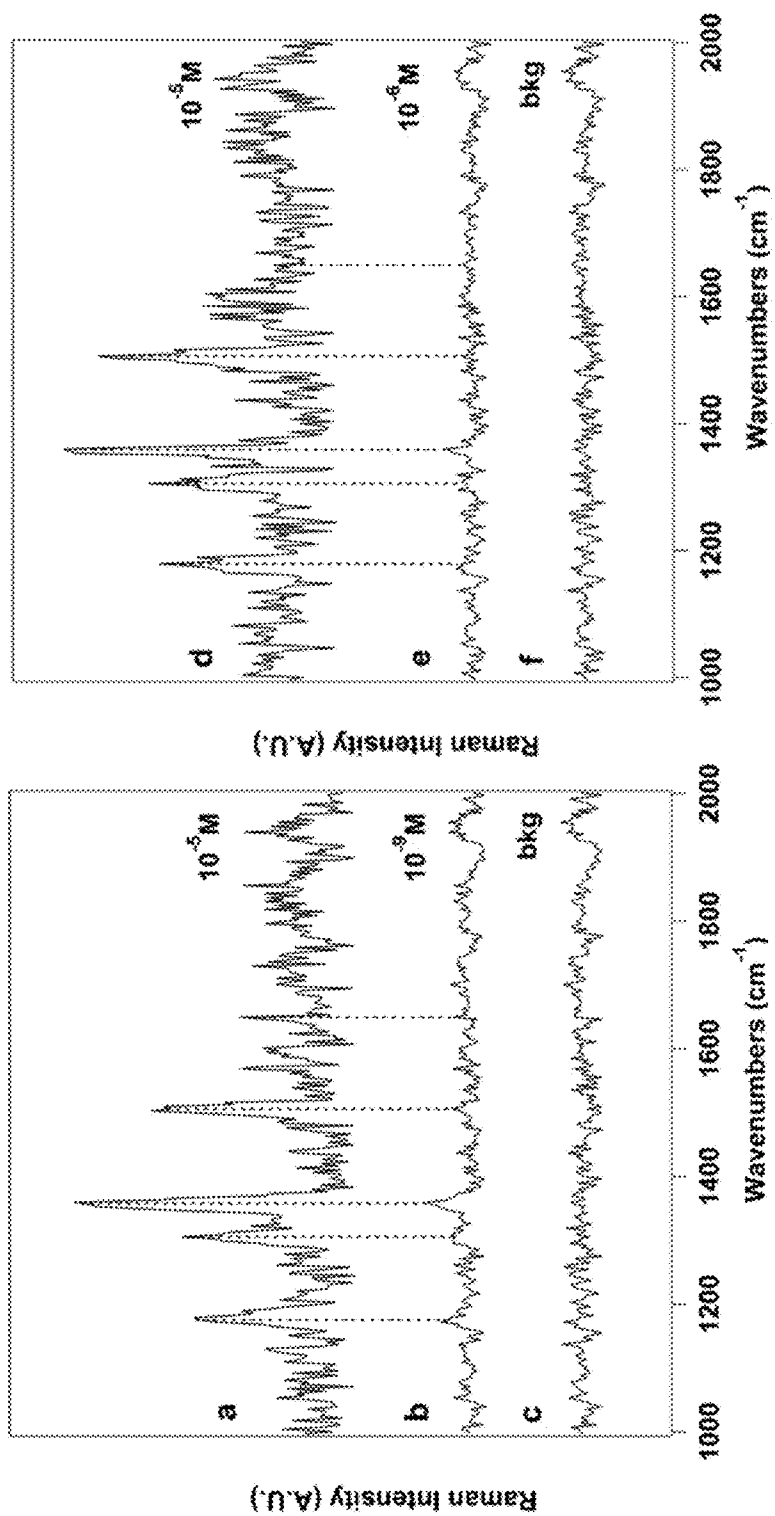 Raman Intensity (A.U.)
a
10⁻⁵M
b
10⁻⁹M
c
bkg
1000 1200 1400 1600 1800 2000
Wavenumbers (cm⁻¹)
Raman Intensity (A.U.)
d
10⁻⁵M
e
10⁻⁶M
f
bkg
1000 1200 1400 1600 1800 2000
Wavenumbers (cm⁻¹)